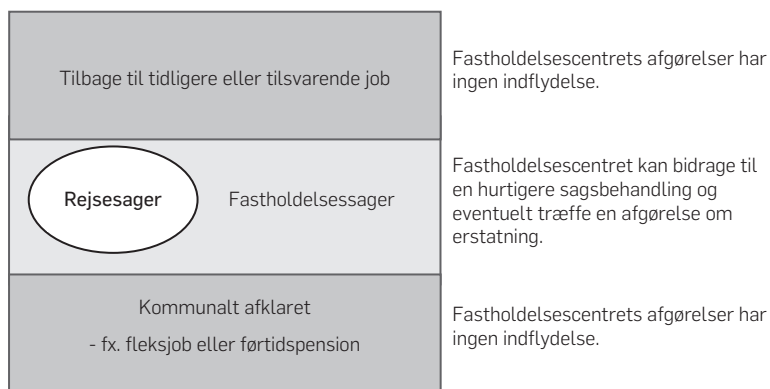 Tilbage til tidligere eller tilsvarende job
Fastholdelsescentrets afgørelser har
ingen indflydelse.
Rejsesager
Fastholdelsessager
Fastholdelsescentret kan bidrage til
en hurtigere sagsbehandling og
eventuelt træffe en afgørelse om
erstatning.
Kommunalt afklaret
- fx. fleksjob eller førtidspension
Fastholdelsescentrets afgørelser har
ingen indflydelse.